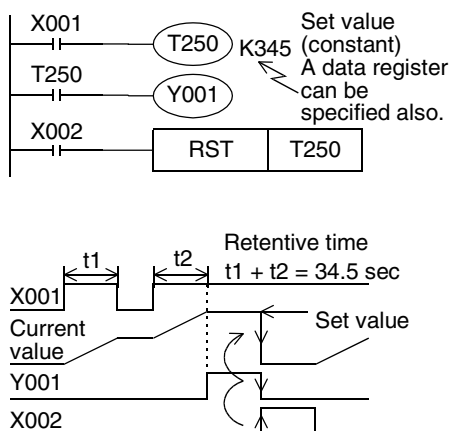 X001
T250
K345
Set value
(constant)
A data register
can be
specified also.
T250
Y001
X002
RST
T250
Retentive time
t1 + t2 = 34.5 sec
t1
t2
X001
Current
value
Set value
Y001
X002